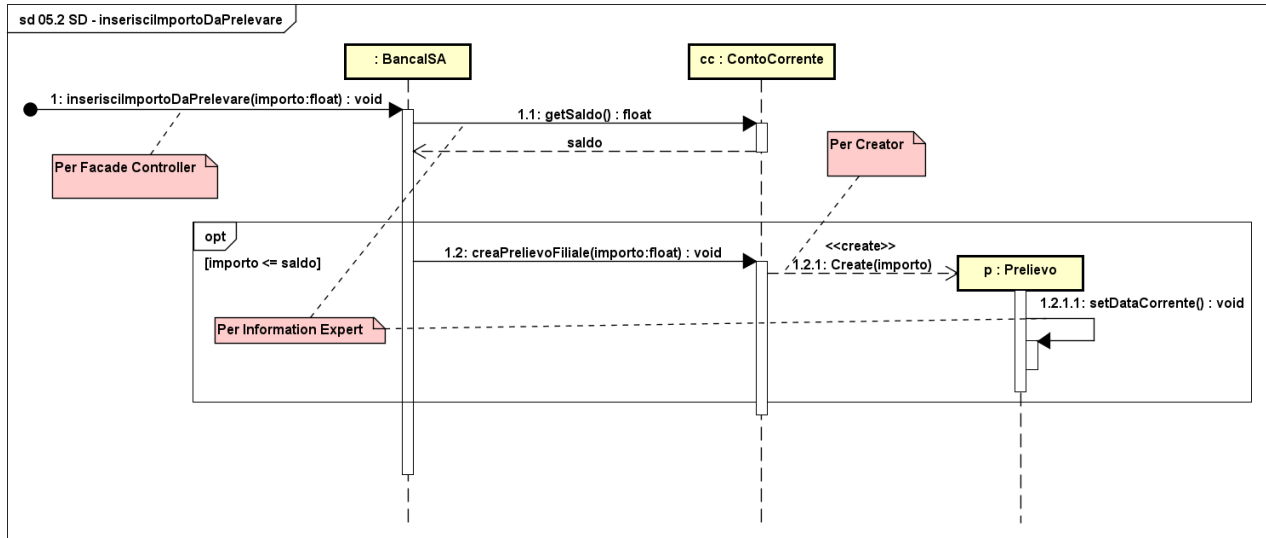 sd 05.2 SD - inserisciImportoDaPrelevare
: BancaISA
cc : ContoCorrente
1: inserisciImportoDaPrelevare(importo:float) : void
1.1: getSaldo() : float
saldo
Per Creator
Per Facade Controller
opt
[importo <= saldo]
1.2: creaPrelievoFiliale(importo:float) : void
<<create>>
1.2.1: Create(importo)
p : Prelievo
1.2.1.1: setDataCorrente() : void
Per Information Expert